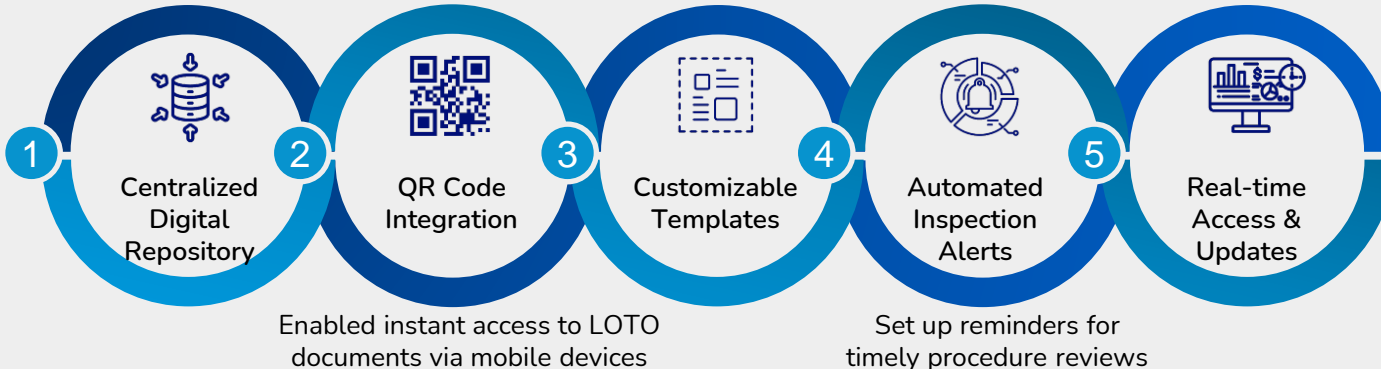 1
Centralized
Digital
Repository
2
QR Code
Integration
3
Customizable
Templates
4
Automated
Inspection
Alerts
5
Real-time
Access &
Updates
Enabled instant access to LOTO
documents via mobile devices
Set up reminders for
timely procedure reviews